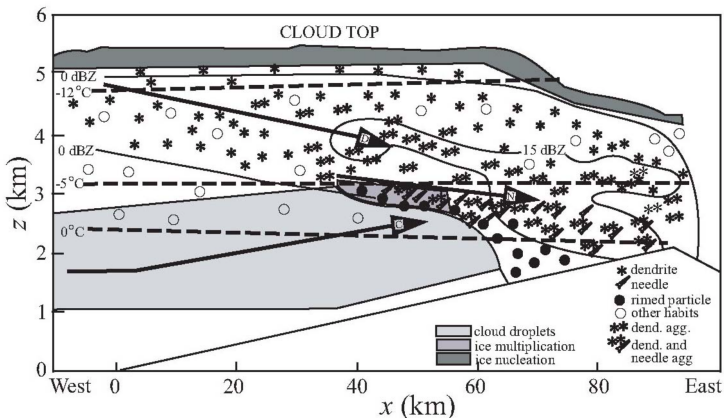 6
CLOUD TOP
5
0 dBZ
-12°C
D
4
0 dBZ
15 dBZ
z (km)
3
-5°C
N
C
0°C
2
dendrite
needle
rimed particle
other habits
dend. agg.
dend. and
needle agg
1
cloud droplets
ice multiplication
ice nucleation
0
West 0 20 40 60 80 East
x (km)